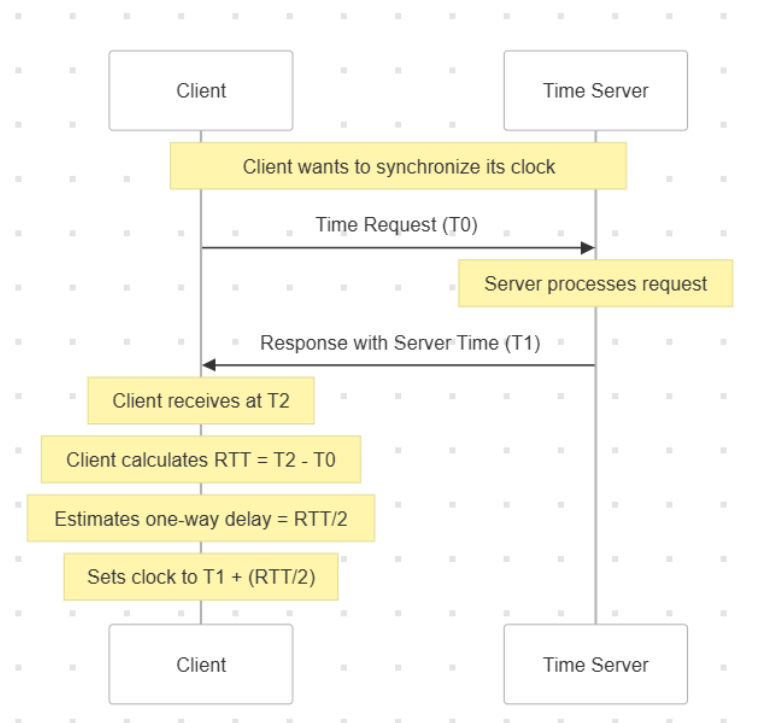 Client
Time Server
Client wants to synchronize its clock
Time Request (T0)
Server processes request
Response with Server Time (T1)
Client receives at T2
Client calculates RTT = T2 - T0
Estimates one-way delay = RTT/2
Sets clock to T1 + (RTT/2)
Client
Time Server